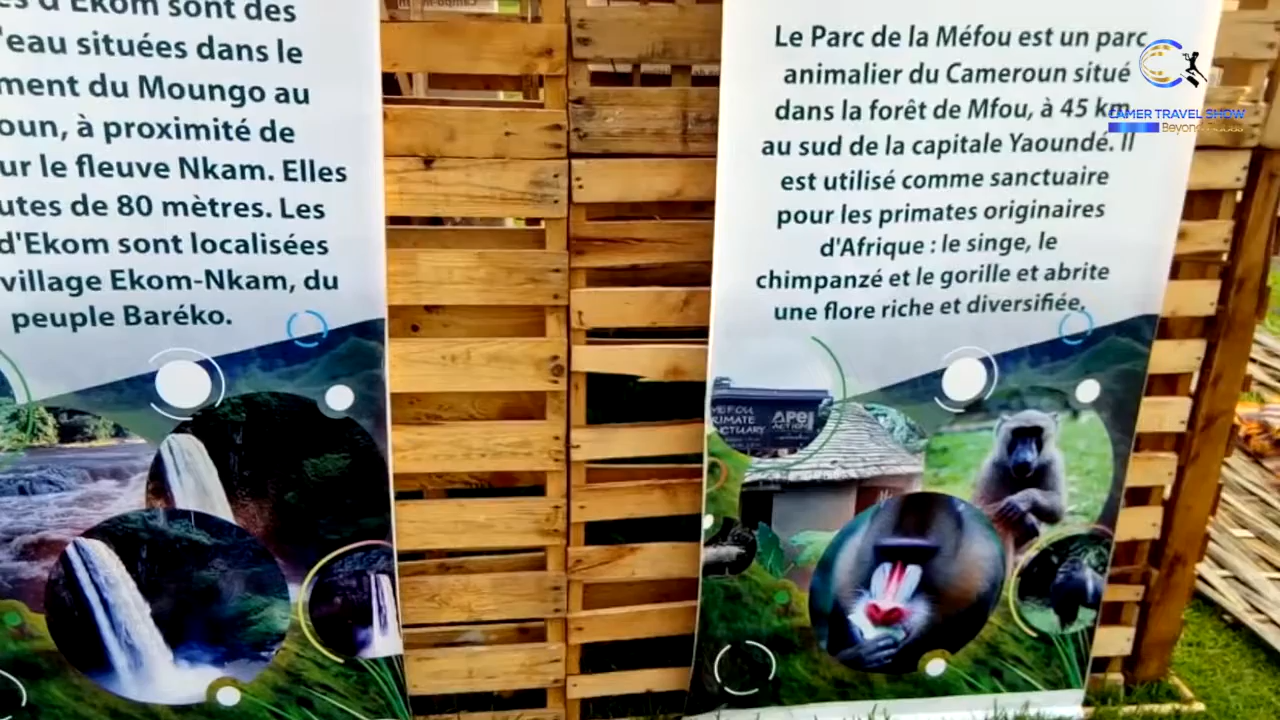 d'Ekom sont des
'eau situées dans le
ment du Moungo au
oun, à proximité de
ur le fleuve Nkam. Elles
utes de 80 mètres. Les
d'Ekom sont localisées
village Ekom-Nkam, du
peuple Baréko.
Le Parc de la Méfou est un parc
animalier du Cameroun situé
dans la forêt de Mfou, à 45 km
au sud de la capitale Yaoundé. Il
est utilisé comme sanctuaire
pour les primates originaires
d'Afrique : le singe, le
chimpanzé et le gorille et abrite
une flore riche et diversifiée.
MEFOU
PRIMATE
SANCTUARY
APE
ACTION
CAMER TRAVEL SHOW
Beyond